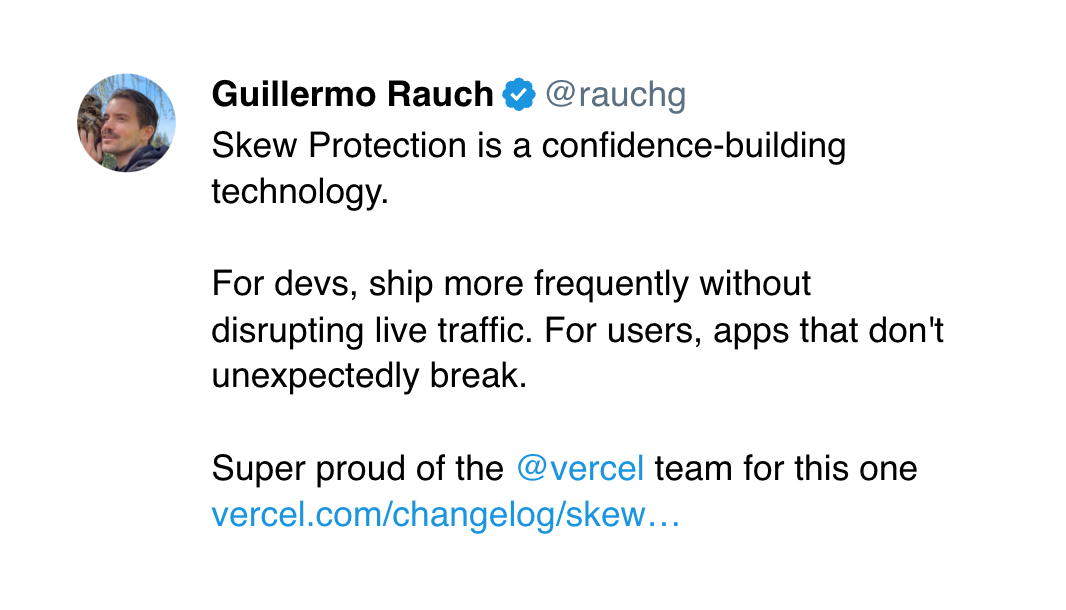 Guillermo Rauch @rauchg
Skew Protection is a confidence-building
technology.
For devs, ship more frequently without
disrupting live traffic. For users, apps that don't
unexpectedly break.
Super proud of the @vercel team for this one
vercel.com/changelog/skew…